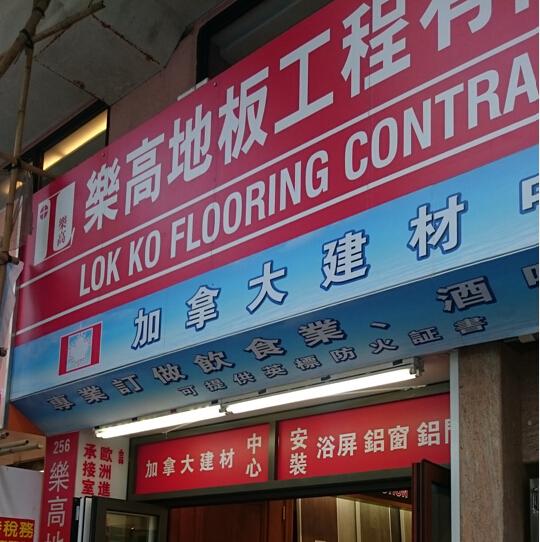 樂高地板工程有
樂高
LOK KO FLOORING CONTRA
加拿大建材
專業訂做飲食業、酒
可提供英標防火証書
加拿大建材中心
安裝浴屏鋁窗鋁
256
樂高地
歐洲進
承接室
稅務